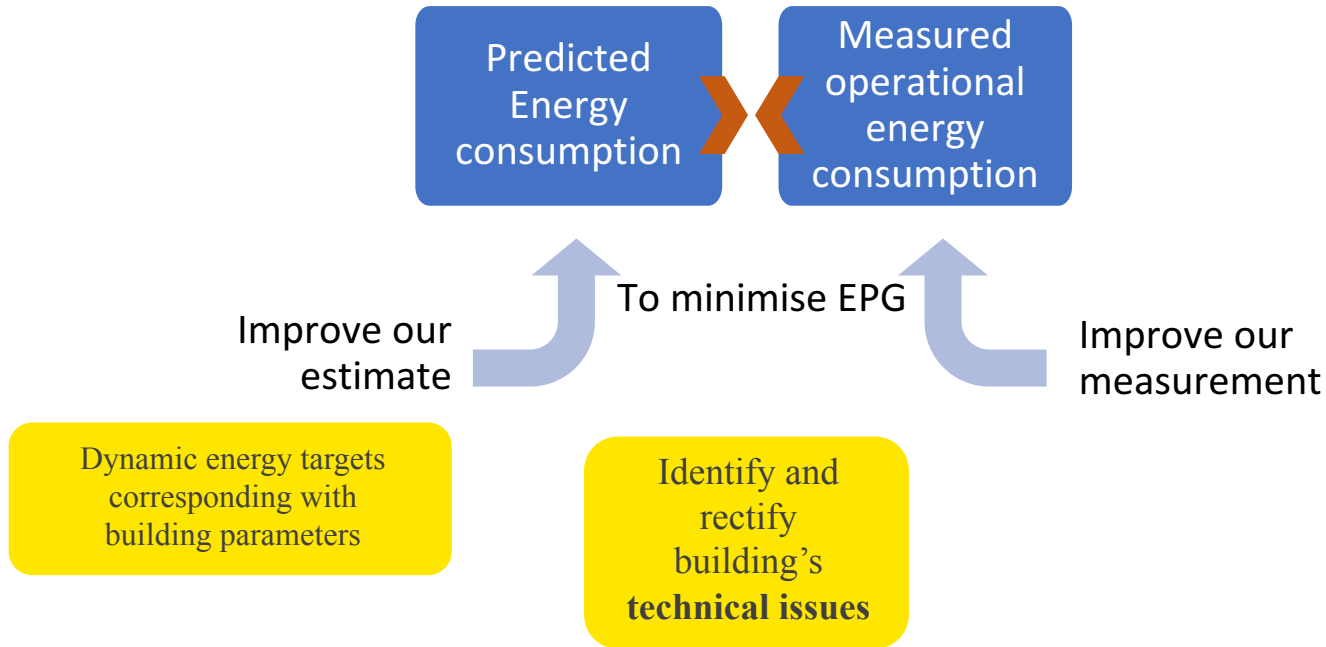 Predicted
Energy
consumption
Measured
operational
energy
consumption
To minimise EPG
Improve our
estimate
Improve our
measurement
Dynamic energy targets
corresponding with
building parameters
Identify and
rectify
building’s
technical issues